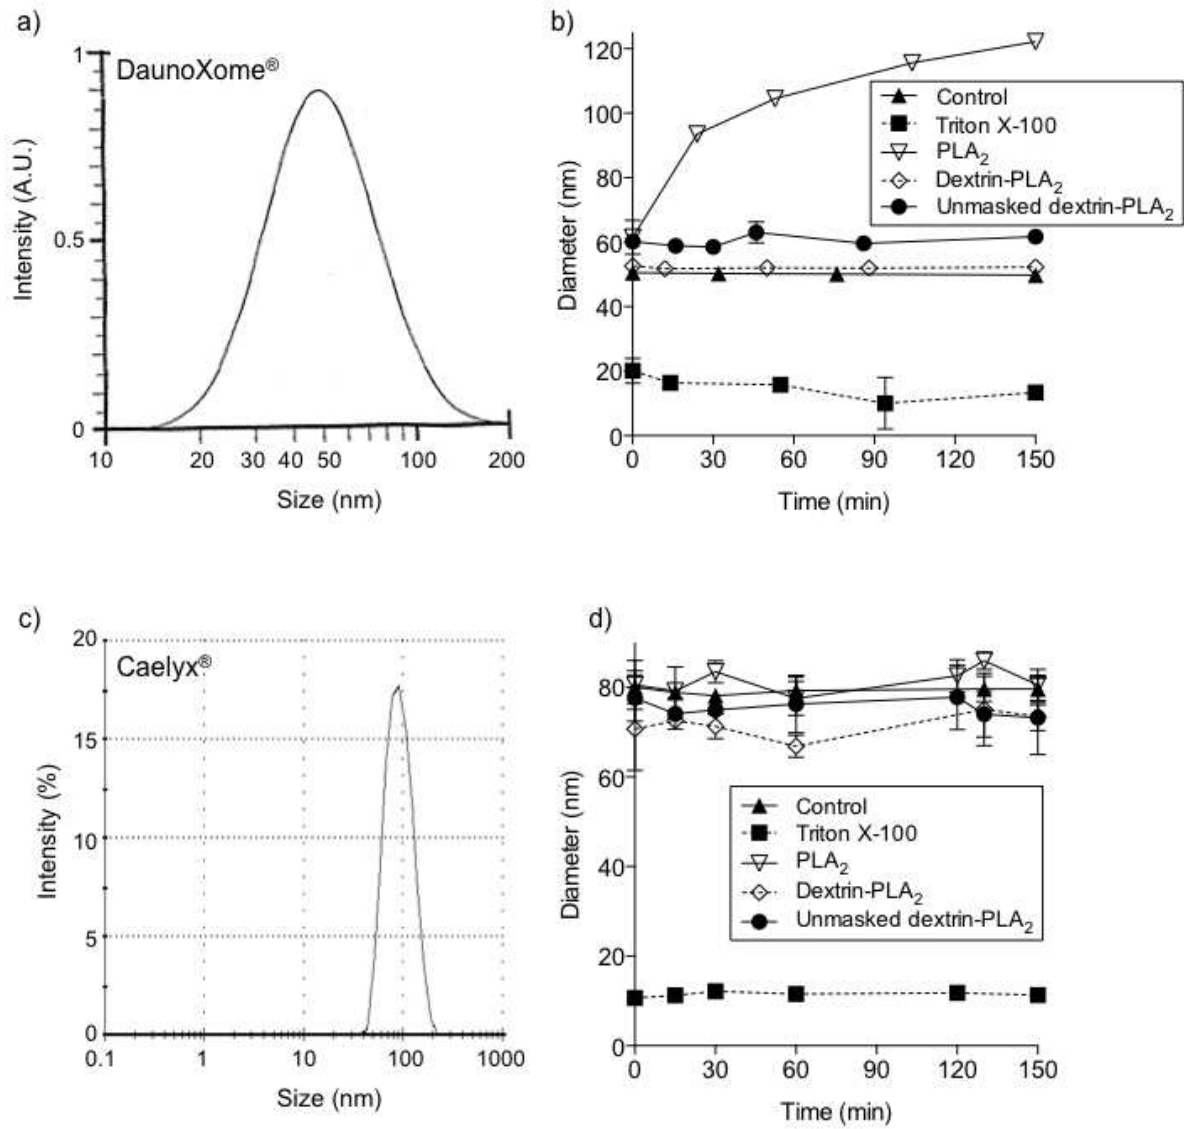 a)
DaunoXome®
Intensity (A.U.)
1
0.5
0
10 20 30 40 50 100 200
Size (nm)
b)
Diameter (nm)
120
100
80
60
40
20
0
0 30 60 90 120 150
Time (min)
Control
Triton X-100
PLA2
Dextrin-PLA2
Unmasked dextrin-PLA2
c)
Caelyx®
Intensity (%)
20
15
10
5
0
0.1 1 10 100 1000
Size (nm)
d)
Diameter (nm)
80
60
40
20
0
0 30 60 90 120 150
Time (min)
Control
Triton X-100
PLA2
Dextrin-PLA2
Unmasked dextrin-PLA2